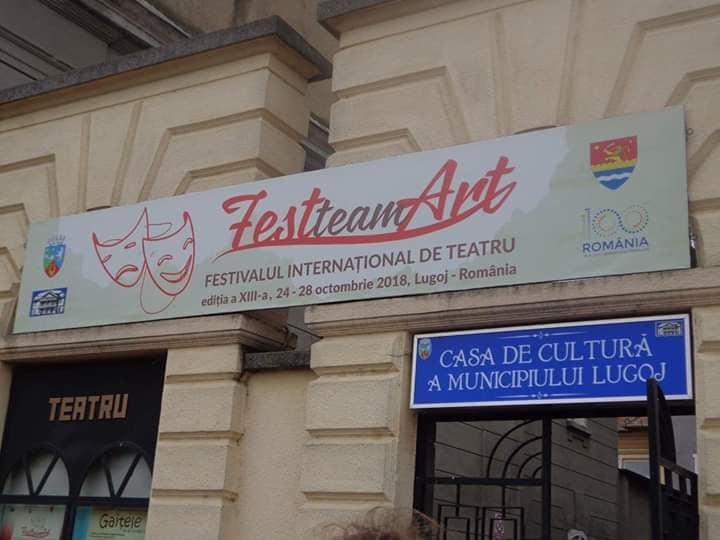 FestteamArt
FESTIVALUL INTERNAȚIONAL DE TEATRU
ediția a XIII-a, 24 - 28 octombrie 2018, Lugoj - România
100
ROMÂNIA
CASA DE CULTURĂ
A MUNICIPIULUI LUGOJ
TEATRU
FestteamArt
Gaițele